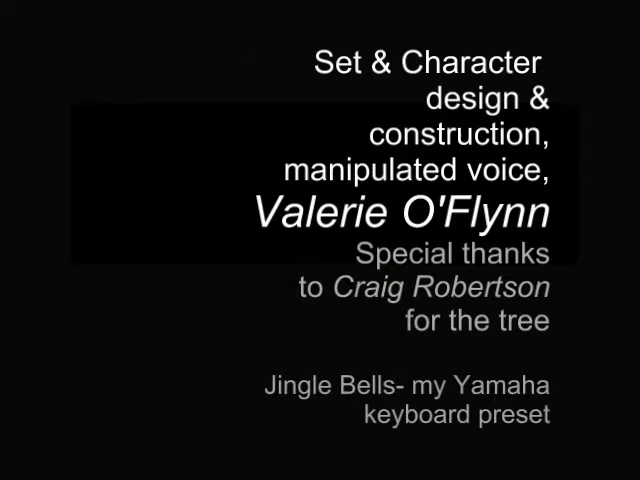 Set & Character
design &
construction,
manipulated voice,
Valerie O'Flynn
Special thanks
to Craig Robertson
for the tree
Jingle Bells- my Yamaha
keyboard preset